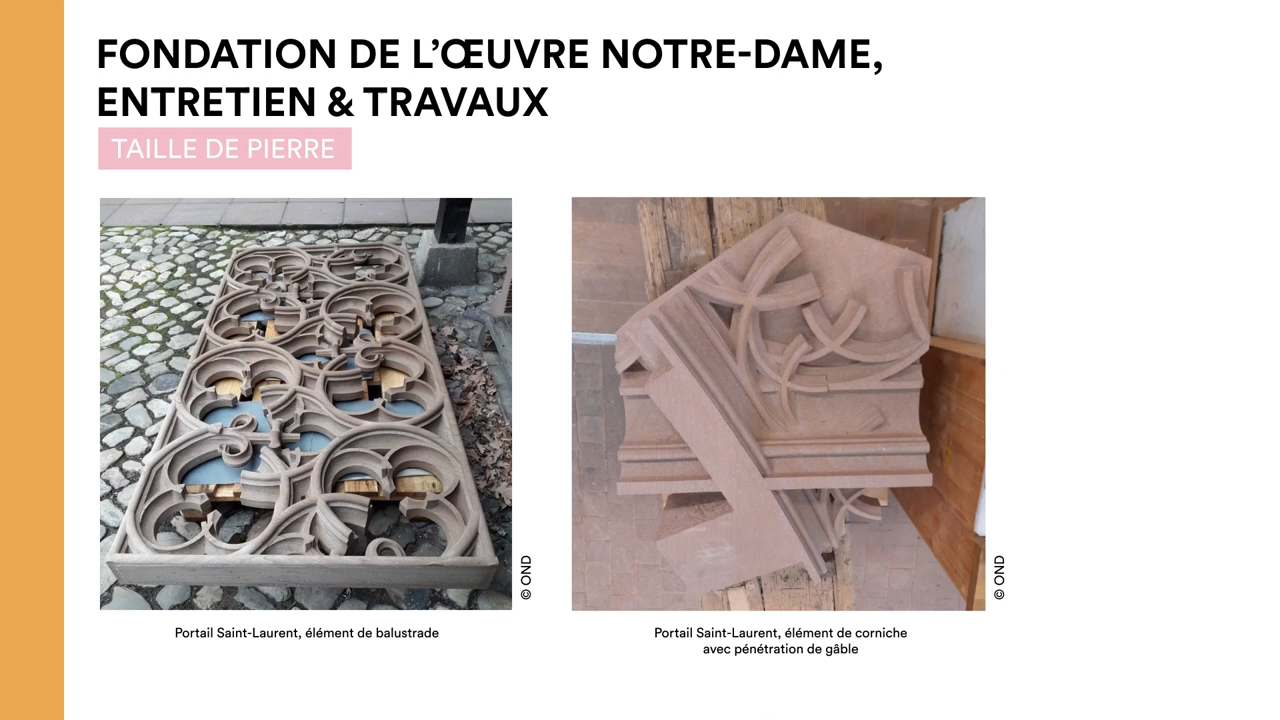 FONDATION DE L’ŒUVRE NOTRE-DAME,
ENTRETIEN & TRAVAUX
TAILLE DE PIERRE
© OND
© OND
Portail Saint-Laurent, élément de balustrade
Portail Saint-Laurent, élément de corniche
avec pénétration de gâble